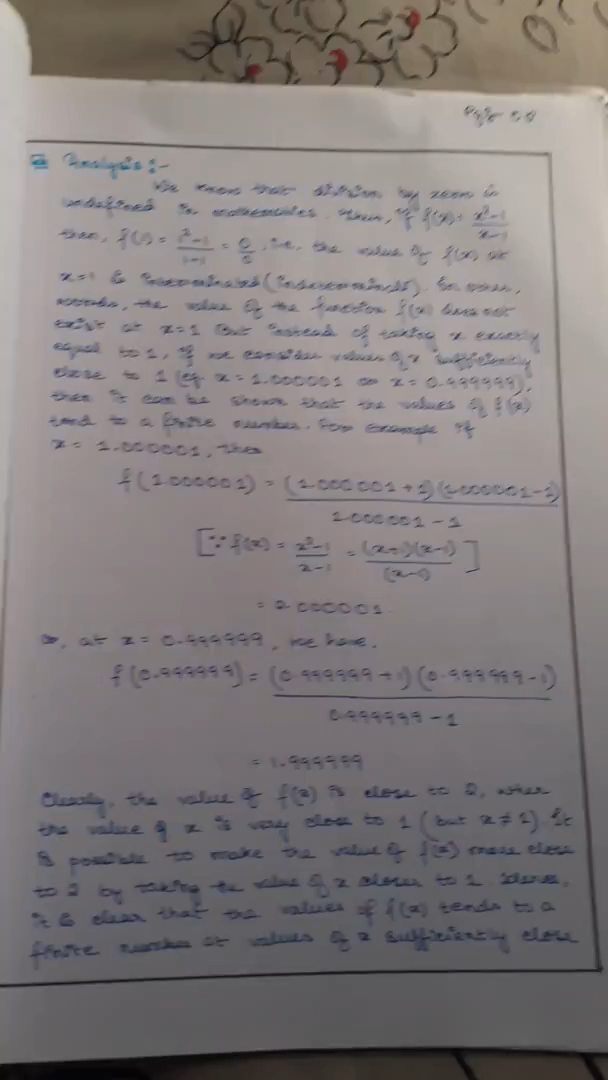 Analysis :-
We know that division by zero is
undefined in mathematics. Then, if f(x) = x²-1/x-1
then, f(1) = 1²-1/1-1 = 0/0, i.e, the value of f(x) at
x=1 is (indeterminate). In other
words, the value of the function f(x) does not
exist at x=1 But instead of taking x exactly
equal to 1, if we consider values of x sufficiently
close to 1 (eg x = 1.000001 or x = 0.999999),
then it can be shown that the values of f(x)
tend to a finite number. For example if
x = 1.000001, then
f(1.000001) = (1.000001+1)(1.000001-1)
1.000001 - 1
[∵ f(x) = x²-1/x-1 = (x+1)(x-1)/(x-1)]
= 2.000001.
at x = 0.999999, we have.
f(0.999999) = (0.999999+1)(0.999999-1)
0.999999 - 1
= 1.999999
Clearly, the value of f(x) is close to 2, when
the value of x is very close to 1 (but x ≠ 1) It
is possible to make the value of f(x) more close
to 2 by taking the value of x closer to 1. Hence,
it is clear that the values of f(x) tends to a
finite number at values of x sufficiently close